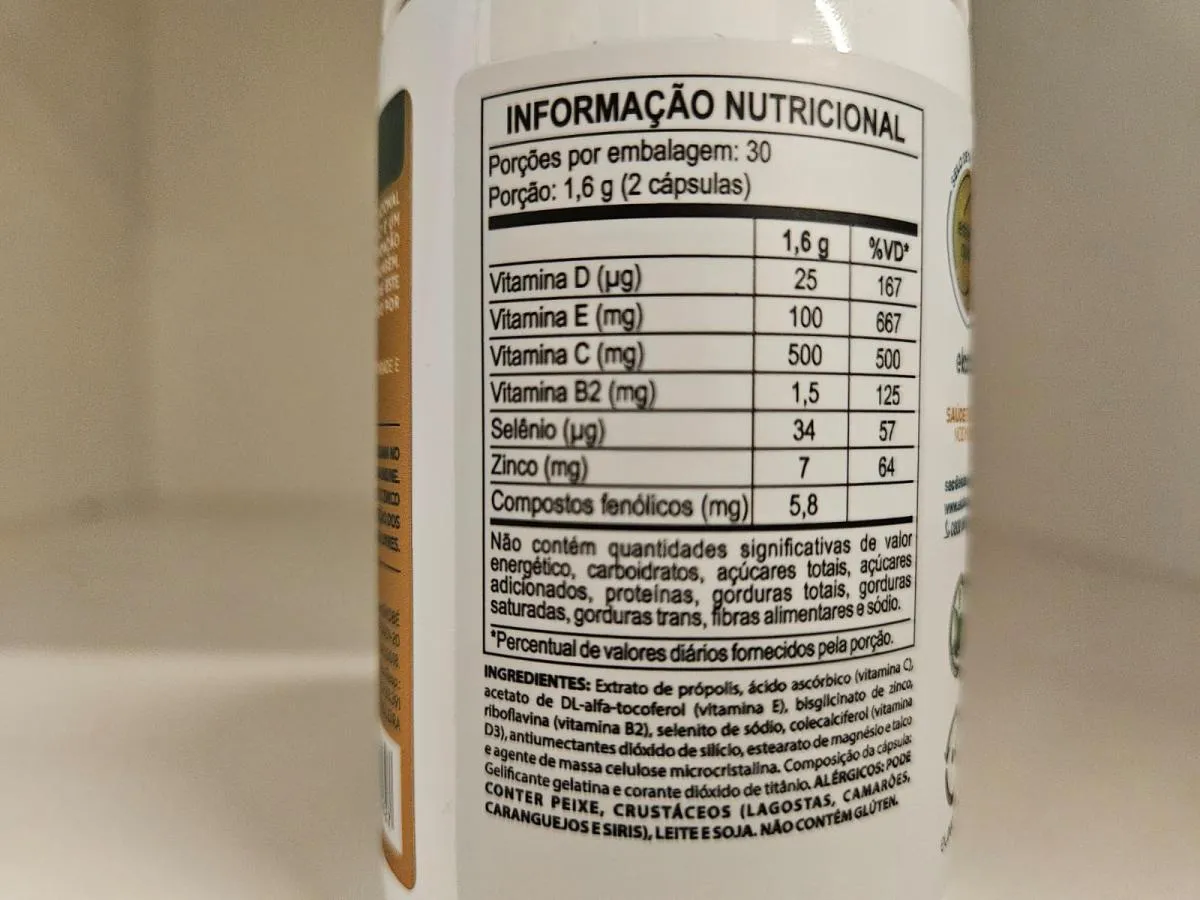 INFORMAÇÃO NUTRICIONAL
Porções por embalagem: 30
Porção: 1,6 g (2 cápsulas)
1,6 g %VD*
Vitamina D (µg) 25 167
Vitamina E (mg) 100 667
Vitamina C (mg) 500 500
Vitamina B2 (mg) 1,5 125
Selênio (µg) 34 57
Zinco (mg) 7 64
Compostos fenólicos (mg) 5,8
Não contém quantidades significativas de valor
energético, carboidratos, açúcares totais, açúcares
adicionados, proteínas, gorduras totais, gorduras
saturadas, gorduras trans, fibras alimentares e sódio.
*Percentual de valores diários fornecidos pela porção.
INGREDIENTES: Extrato de própolis, ácido ascórbico (vitamina C),
acetato de DL-alfa-tocoferol (vitamina E), bisglicinato de zinco,
riboflavina (vitamina B2), selenito de sódio, colecalciferol (vitamina
D3), antiumectantes dióxido de silício, estearato de magnésio e talco
e agente de massa celulose microcristalina. Composição da cápsula:
Gelificante gelatina e corante dióxido de titânio. ALÉRGICOS: PODE
CONTER PEIXE, CRUSTÁCEOS (LAGOSTAS, CAMARÕES,
CARANGUEJOS E SIRIS), LEITE E SOJA. NÃO CONTÉM GLÚTEN.